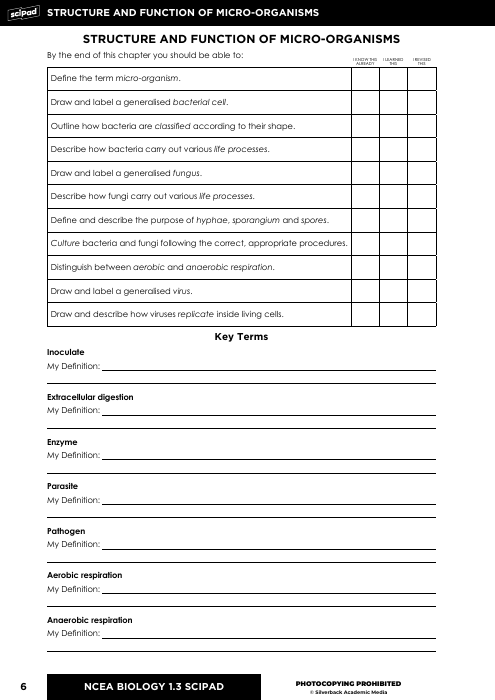 scipad STRUCTURE AND FUNCTION OF MICRO-ORGANISMS
STRUCTURE AND FUNCTION OF MICRO-ORGANISMS
By the end of this chapter you should be able to:
I KNOW THIS ALREADY
I LEARNED THIS
I REVISED THIS
Define the term micro-organism.
Draw and label a generalised bacterial cell.
Outline how bacteria are classified according to their shape.
Describe how bacteria carry out various life processes.
Draw and label a generalised fungus.
Describe how fungi carry out various life processes.
Define and describe the purpose of hyphae, sporangium and spores.
Culture bacteria and fungi following the correct, appropriate procedures.
Distinguish between aerobic and anaerobic respiration.
Draw and label a generalised virus.
Draw and describe how viruses replicate inside living cells.
Key Terms
Inoculate
My Definition:
Extracellular digestion
My Definition:
Enzyme
My Definition:
Parasite
My Definition:
Pathogen
My Definition:
Aerobic respiration
My Definition:
Anaerobic respiration
My Definition:
6
NCEA BIOLOGY 1.3 SCIPAD
PHOTOCOPYING PROHIBITED
© Silverback Academic Media